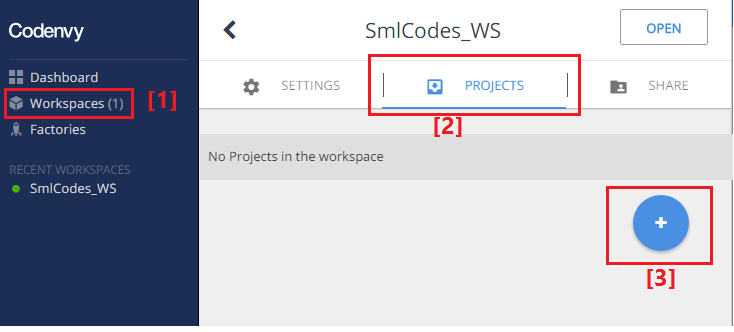 Codenvy
Dashboard
Workspaces (1)
[1]
Factories
RECENT WORKSPACES
SmlCodes_WS
SmlCodes_WS
OPEN
SETTINGS
PROJECTS
SHARE
[2]
No Projects in the workspace
+
[3]